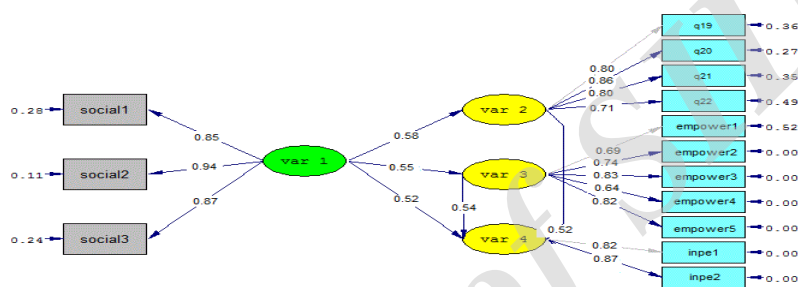 q19 0.36
q20 0.27
0.80
0.86 q21 0.35
0.80
0.28 social1 var 2 0.71 q22 0.49
0.85 0.58 empower1 0.52
0.69 empower2 0.00
0.74
social2 0.94 var 1 0.55 var 3 0.83 empower3 0.00
0.11
0.64 empower4 0.00
0.52 0.54 0.82
0.87 empower5 0.00
0.24 social3 var 4 0.52 0.82 inpe1 0.00
0.87
inpe2 0.00
of SI